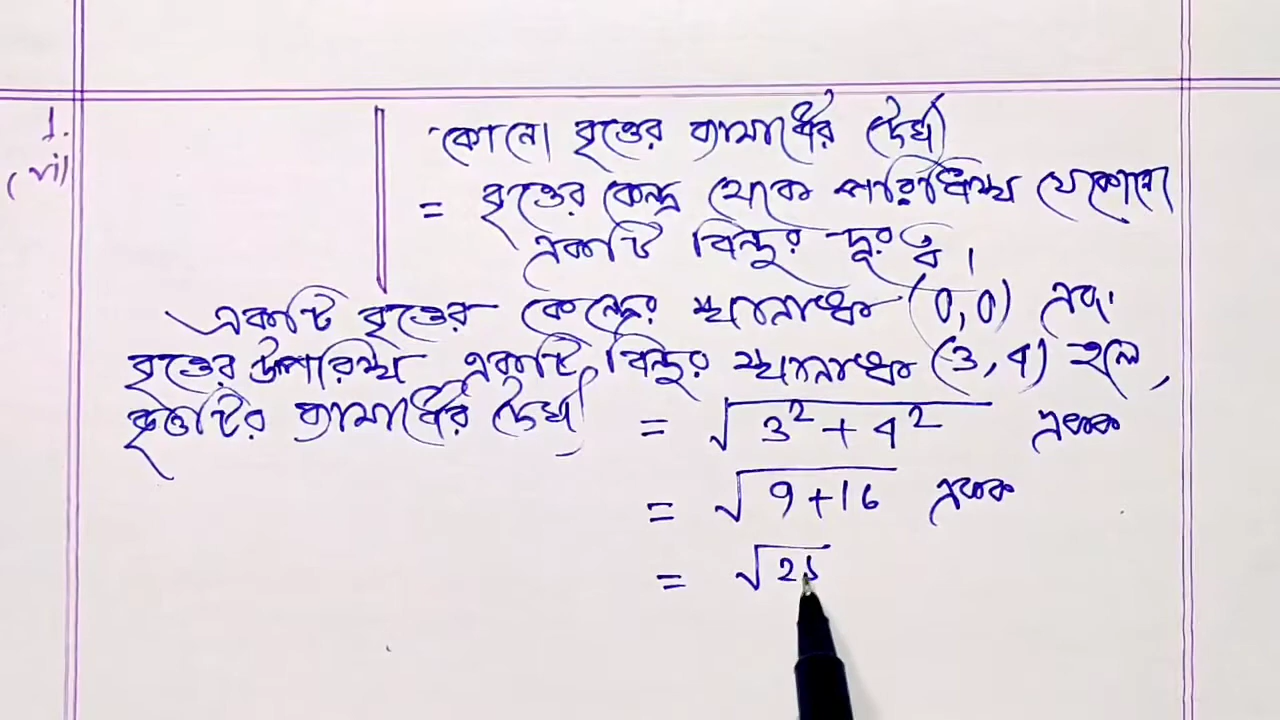 1.
(vi)
কোনো বৃত্তের ব্যাসার্ধের দৈর্ঘ্য
= বৃত্তের কেন্দ্র থেকে পরিধিস্থ যেকোনো
একটি বিন্দুর দূরত্ব।
একটি বৃত্তের কেন্দ্রের স্থানাঙ্ক (0,0) এবং
বৃত্তের উপরিস্থ একটি বিন্দুর স্থানাঙ্ক (3,4) হলে,
বৃত্তটির ব্যাসার্ধের দৈর্ঘ্য = √3²+4² একক
= √9+16 একক
= √25